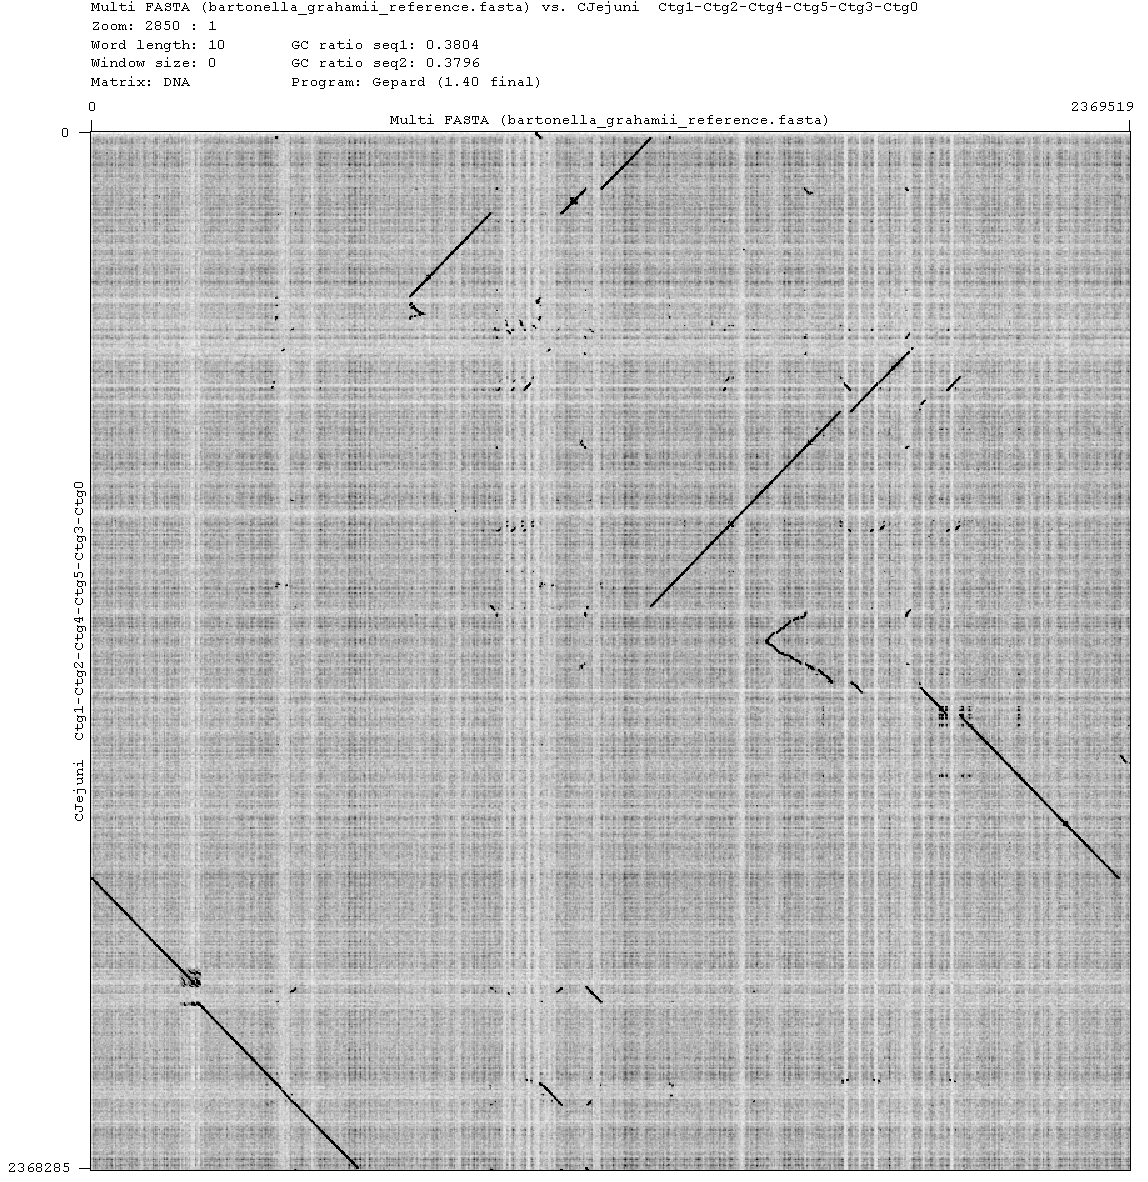 Multi FASTA (bartonella_grahamii_reference.fasta) vs. CJejuni  Ctg1-Ctg2-Ctg4-Ctg5-Ctg3-Ctg0
Zoom: 2850 : 1
Word length: 10 GC ratio seq1: 0.3804
Window size: 0 GC ratio seq2: 0.3796
Matrix: DNA Program: Gepard (1.40 final)
0 2369519
Multi FASTA (bartonella_grahamii_reference.fasta)
0
CJejuni  Ctg1-Ctg2-Ctg4-Ctg5-Ctg3-Ctg0
2368285